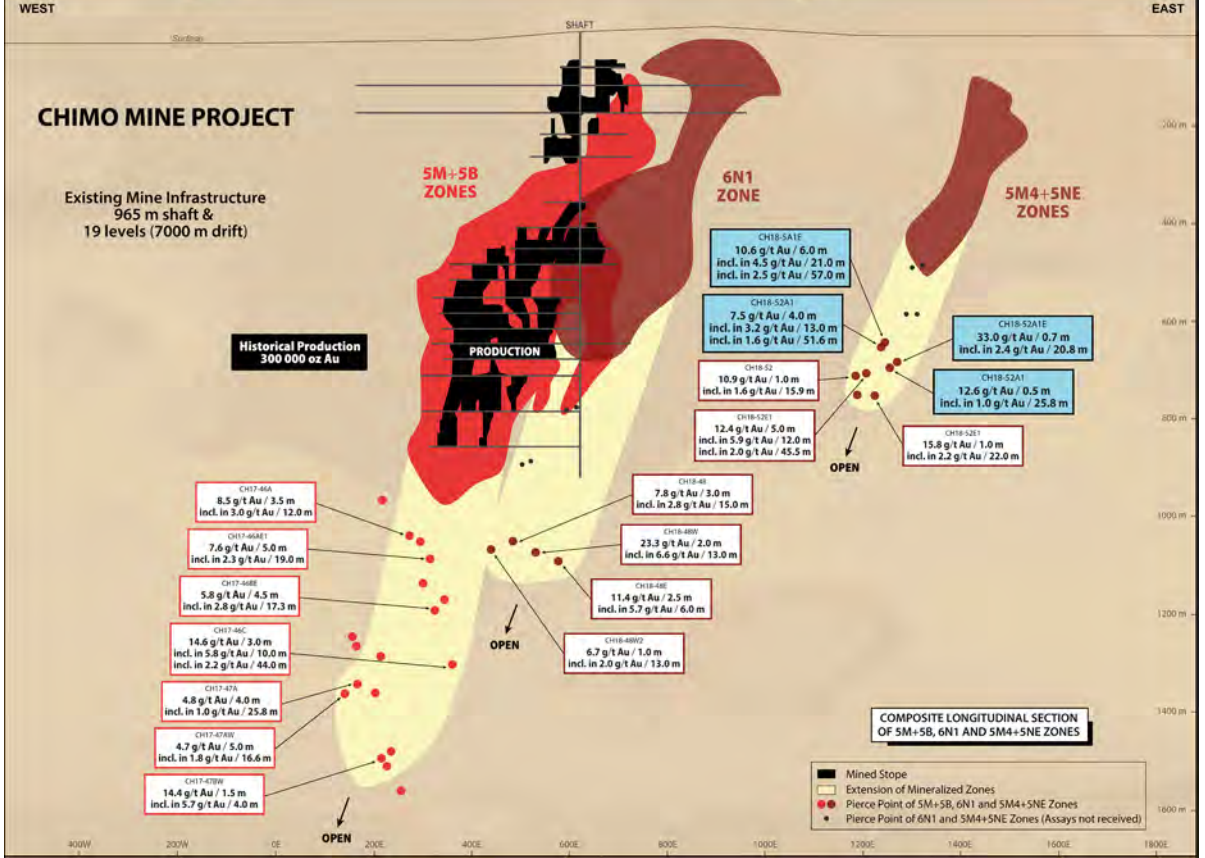 WEST
EAST
SHAFT
Surface
CHIMO MINE PROJECT
Existing Mine Infrastructure
965 m shaft &
19 levels (7000 m drift)
5M+5B
ZONES
6N1
ZONE
5M4+5NE
ZONES
Historical Production
300 000 oz Au
PRODUCTION
CH18-5A1E
10.6 g/t Au / 6.0 m
incl. in 4.5 g/t Au / 21.0 m
incl. in 2.5 g/t Au / 57.0 m
CH18-52A1
7.5 g/t Au / 4.0 m
incl. in 3.2 g/t Au / 13.0 m
incl. in 1.6 g/t Au / 51.6 m
CH18-52A1E
33.0 g/t Au / 0.7 m
incl. in 2.4 g/t Au / 20.8 m
CH18-52
10.9 g/t Au / 1.0 m
incl. in 1.6 g/t Au / 15.9 m
CH18-52A1
12.6 g/t Au / 0.5 m
incl. in 1.0 g/t Au / 25.8 m
CH18-52E1
12.4 g/t Au / 5.0 m
incl. in 5.9 g/t Au / 12.0 m
incl. in 2.0 g/t Au / 45.5 m
CH18-52E1
15.8 g/t Au / 1.0 m
incl. in 2.2 g/t Au / 22.0 m
OPEN
CH17-46A
8.5 g/t Au / 3.5 m
incl. in 3.0 g/t Au / 12.0 m
CH17-46AE1
7.6 g/t Au / 5.0 m
incl. in 2.3 g/t Au / 19.0 m
CH17-46BE
5.8 g/t Au / 4.5 m
incl. in 2.8 g/t Au / 17.3 m
CH17-46C
14.6 g/t Au / 3.0 m
incl. in 5.8 g/t Au / 10.0 m
incl. in 2.2 g/t Au / 44.0 m
CH17-47A
4.8 g/t Au / 4.0 m
incl. in 1.0 g/t Au / 25.8 m
CH17-47AW
4.7 g/t Au / 5.0 m
incl. in 1.8 g/t Au / 16.6 m
CH17-47BW
14.4 g/t Au / 1.5 m
incl. in 5.7 g/t Au / 4.0 m
OPEN
CH18-48
7.8 g/t Au / 3.0 m
incl. in 2.8 g/t Au / 15.0 m
CH18-48W
23.3 g/t Au / 2.0 m
incl. in 6.6 g/t Au / 13.0 m
CH18-48E
11.4 g/t Au / 2.5 m
incl. in 5.7 g/t Au / 6.0 m
CH18-48W2
6.7 g/t Au / 1.0 m
incl. in 2.0 g/t Au / 13.0 m
OPEN
200 m
400 m
600 m
800 m
1000 m
1200 m
1400 m
1600 m
COMPOSITE LONGITUDINAL SECTION
OF 5M+5B, 6N1 AND 5M4+5NE ZONES
Mined Stope
Extension of Mineralized Zones
Pierce Point of 5M+5B, 6N1 and 5M4+5NE Zones
Pierce Point of 6N1 and 5M4+5NE Zones (Assays not received)
400W
200W
0E
200E
400E
600E
800E
1000E
1200E
1400E
1600E
1800E